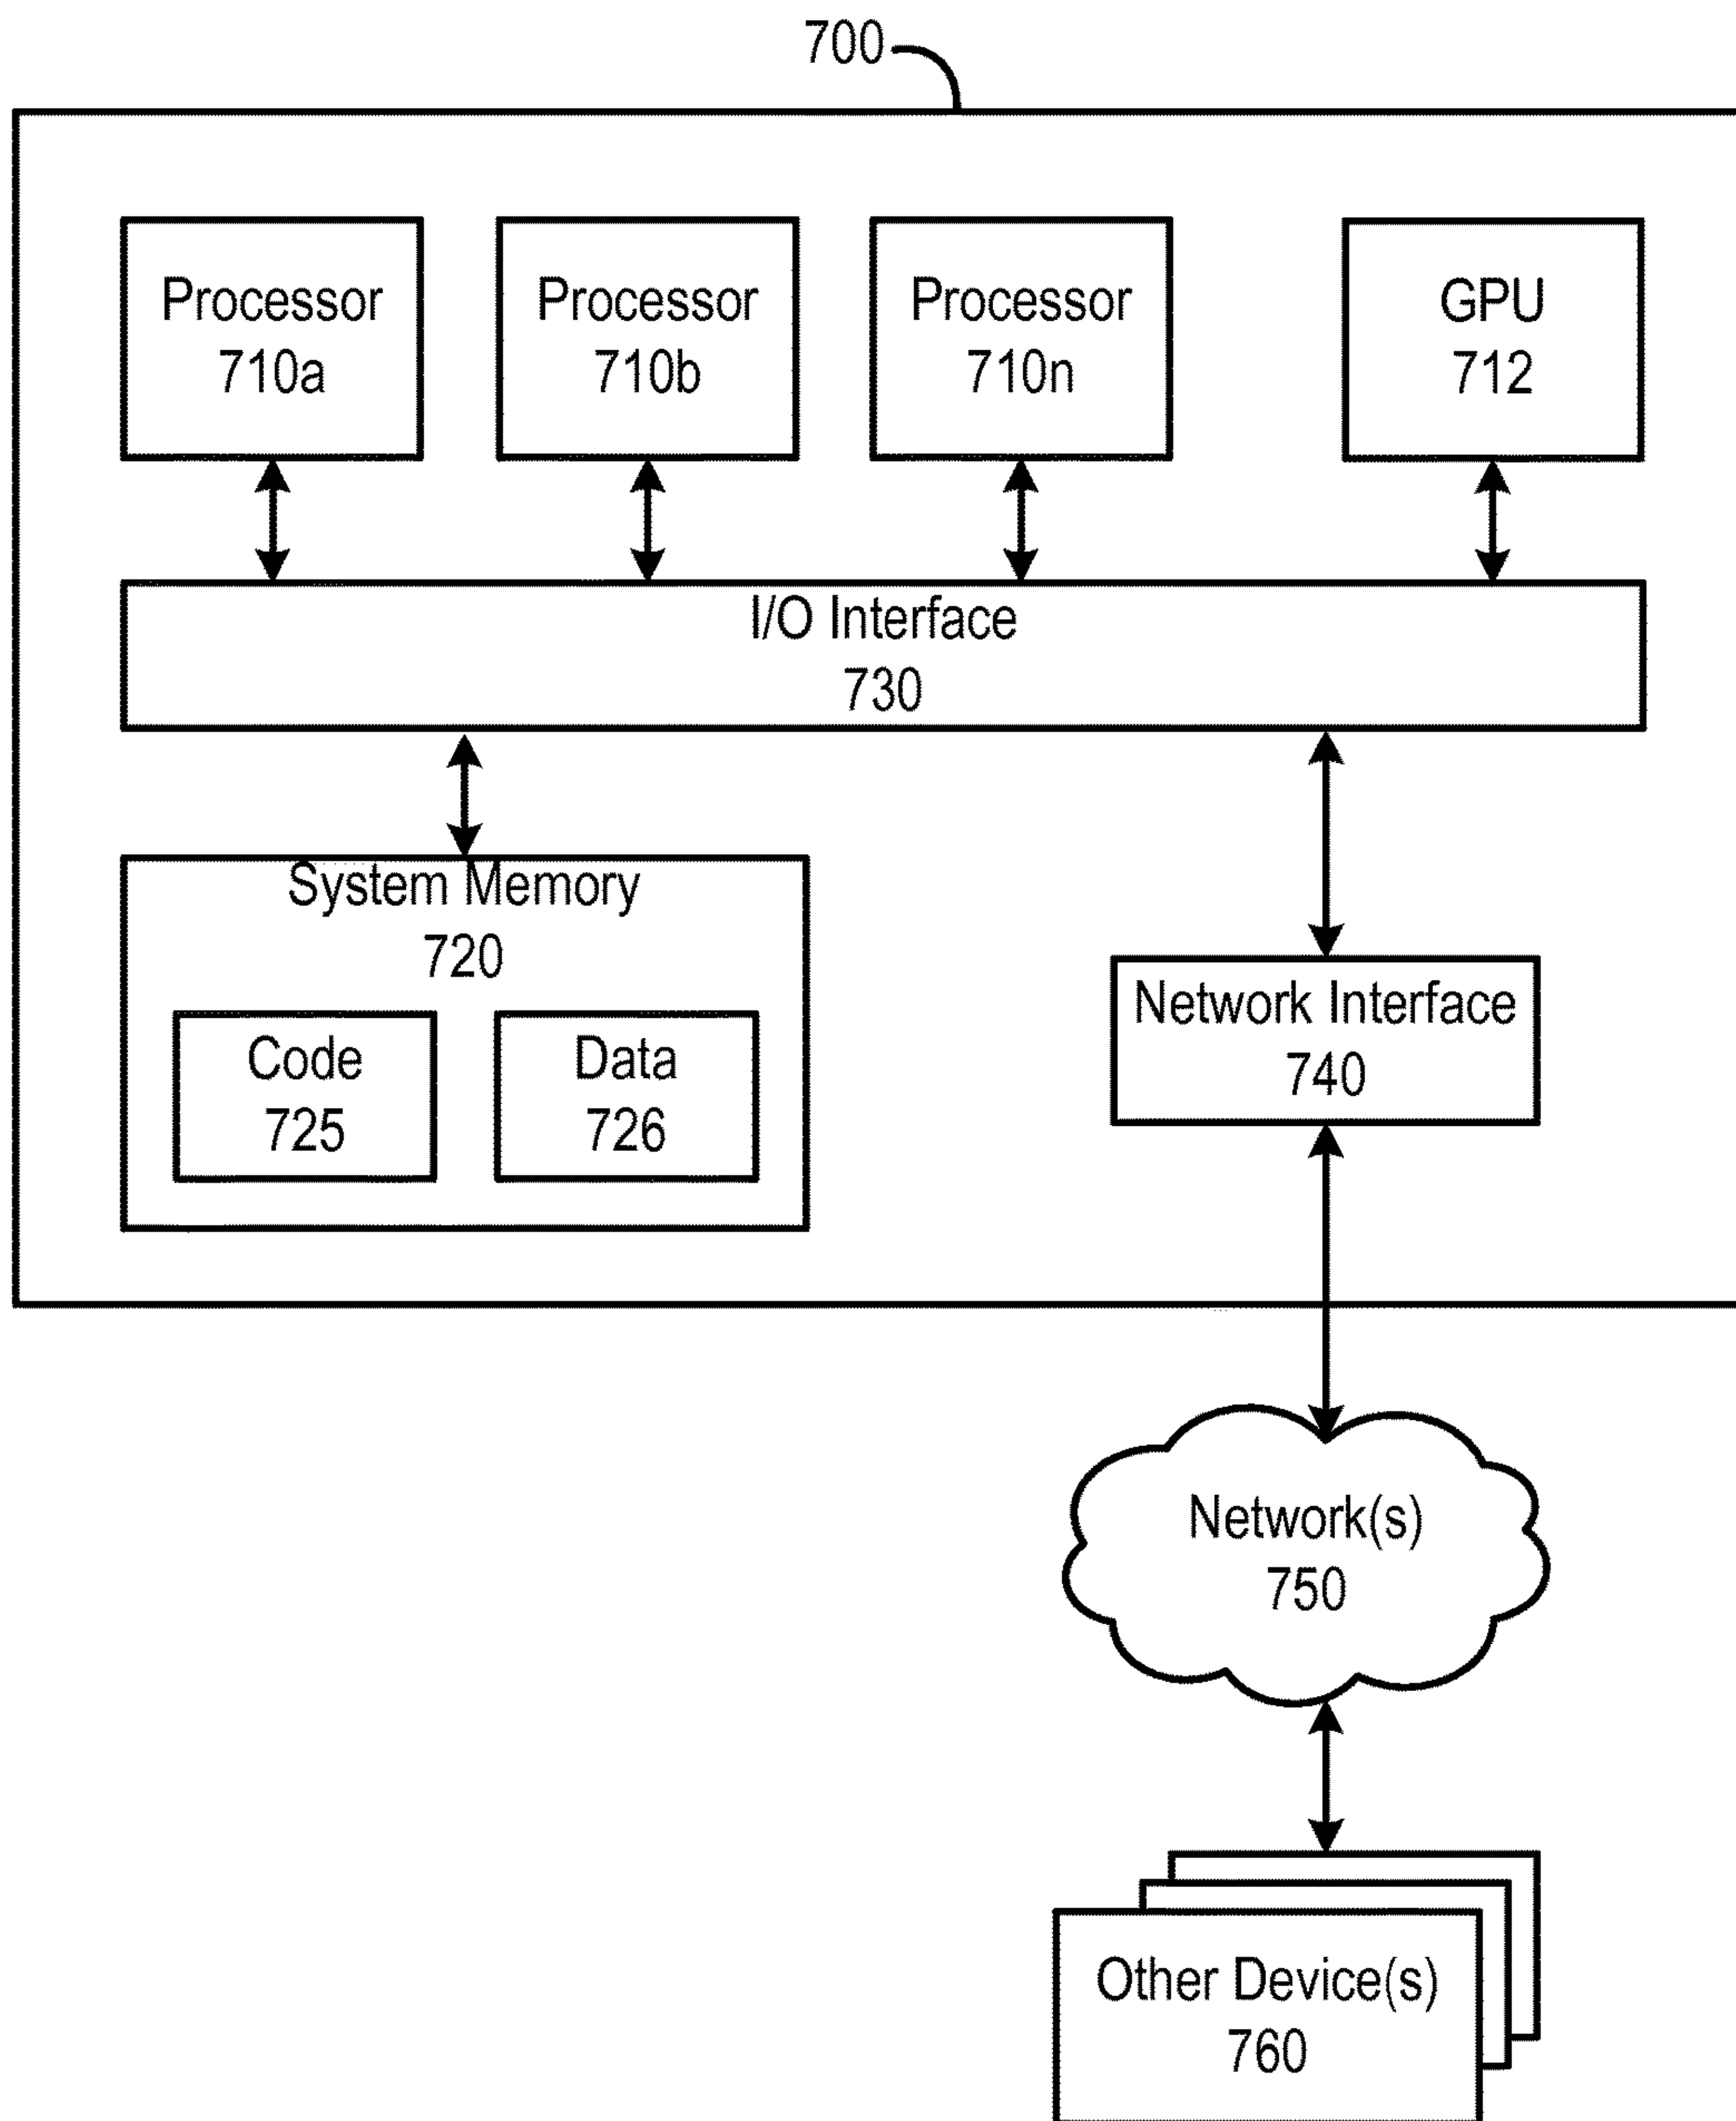 700
Processor
710a
Processor
710b
Processor
710n
GPU
712
I/O Interface
730
System Memory
720
Code
725
Data
726
Network Interface
740
Network(s)
750
Other Device(s)
760